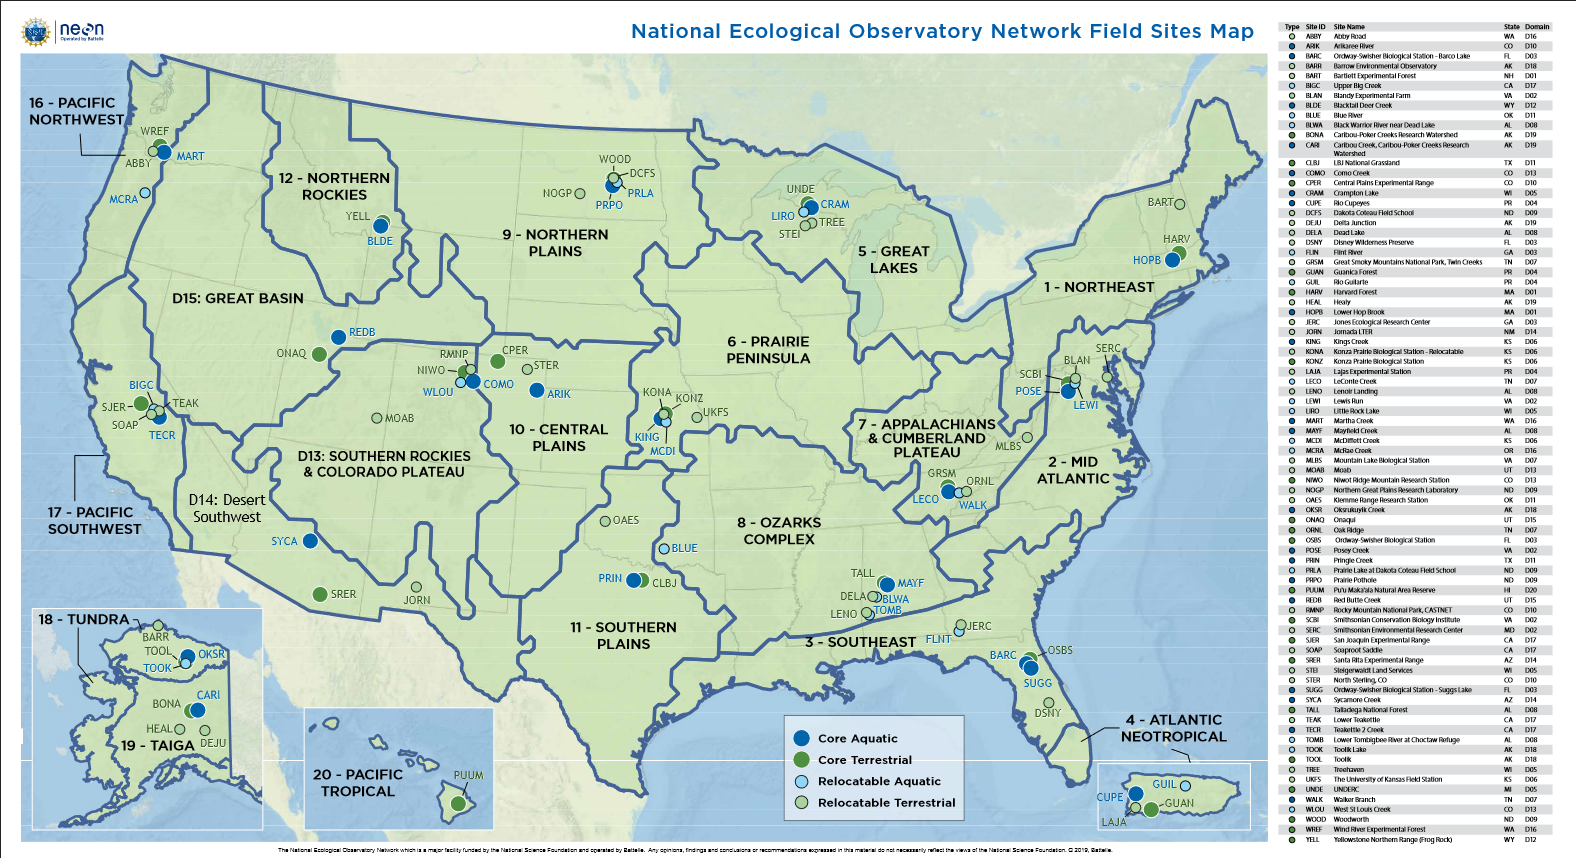 neon
Operated by Battelle
National Ecological Observatory Network Field Sites Map
16 - PACIFIC
NORTHWEST
WREF
ABBY
MART
MCRA
12 - NORTHERN
ROCKIES
YELL
BLDE
WOOD
DCFS
NOGP
PRLA
PRPO
9 - NORTHERN
PLAINS
UNDE
CRAM
LIRO
TREE
STEI
5 - GREAT
LAKES
BART
HARV
HOPB
1 - NORTHEAST
D15: GREAT BASIN
REDB
ONAQ
RMNP
NIWO
WLOU
COMO
CPER
STER
ARIK
6 - PRAIRIE
PENINSULA
SERC
BLAN
SCBI
POSE
LEWI
BIGC
TEAK
SJER
SOAP
TECR
MOAB
KONA
KONZ
UKFS
KING
MCDI
10 - CENTRAL
PLAINS
7 - APPALACHIANS
& CUMBERLAND
PLATEAU
MLBS
GRSM
ORNL
LECO
WALK
2 - MID
ATLANTIC
D13: SOUTHERN ROCKIES
& COLORADO PLATEAU
D14: Desert
Southwest
17 - PACIFIC
SOUTHWEST
SYCA
OAES
BLUE
8 - OZARKS
COMPLEX
PRIN
CLBJ
SRER
JORN
TALL
MAYF
DELA
BLWA
LENO
TOMB
11 - SOUTHERN
PLAINS
3 - SOUTHEAST
JERC
FLNT
BARC
OSBS
SUGG
DSNY
18 - TUNDRA
BARR
TOOL
OKSR
TOOK
CARI
BONA
HEAL
DEJU
19 - TAIGA
20 - PACIFIC
TROPICAL
PUUM
4 - ATLANTIC
NEOTROPICAL
GUIL
CUPE
GUAN
LAJA
Core Aquatic
Core Terrestrial
Relocatable Aquatic
Relocatable Terrestrial
Type Site ID Site Name State Domain
ABBY Abby Road WA D16
ARIK Arikaree River CO D10
BARC Ordway-Swisher Biological Station - Barco Lake FL D03
BARR Barrow Environmental Observatory AK D18
BART Bartlett Experimental Forest NH D01
BIGC Upper Big Creek CA D17
BLAN Blandy Experimental Farm VA D02
BLDE Blacktail Deer Creek WY D12
BLUE Blue River OK D11
BLWA Black Warrior River near Dead Lake AL D08
BONA Caribou-Poker Creeks Research Watershed AK D19
CARI Caribou Creek, Caribou-Poker Creeks Research AK D19
Watershed
CLBJ LBJ National Grassland TX D11
COMO Como Creek CO D13
CPER Central Plains Experimental Range CO D10
CRAM Crampton Lake WI D05
CUPE Rio Cupeyes PR D04
DCFS Dakota Coteau Field School ND D09
DEJU Delta Junction AK D19
DELA Dead Lake AL D08
DSNY Disney Wilderness Preserve FL D03
FLIN Flint River GA D03
GRSM Great Smoky Mountains National Park, Twin Creeks TN D07
GUAN Guanica Forest PR D04
GUIL Rio Guilarte PR D04
HARV Harvard Forest MA D01
HEAL Healy AK D19
HOPB Lower Hop Brook MA D01
JERC Jones Ecological Research Center GA D03
JORN Jornada LTER NM D14
KING Kings Creek KS D06
KONA Konza Prairie Biological Station - Relocatable KS D06
KONZ Konza Prairie Biological Station KS D06
LAJA Lajas Experimental Station PR D04
LECO LeConte Creek TN D07
LENO Lenoir Landing AL D08
LEWI Lewis Run VA D02
LIRO Little Rock Lake WI D05
MART Martha Creek WA D16
MAYF Mayfield Creek AL D08
MCDI McDiffett Creek KS D06
MCRA McRae Creek OR D16
MLBS Mountain Lake Biological Station VA D07
MOAB Moab UT D13
NIWO Niwot Ridge Mountain Research Station CO D13
NOGP Northern Great Plains Research Laboratory ND D09
OAES Klemme Range Research Station OK D11
OKSR Oksrukuyik Creek AK D18
ONAQ Onaqui UT D15
ORNL Oak Ridge TN D07
OSBS Ordway-Swisher Biological Station FL D03
POSE Posey Creek VA D02
PRIN Pringle Creek TX D11
PRLA Prairie Lake at Dakota Coteau Field School ND D09
PRPO Prairie Pothole ND D09
PUUM Pu'u Maka'ala Natural Area Reserve HI D20
REDB Red Butte Creek UT D15
RMNP Rocky Mountain National Park, CASTNET CO D10
SCBI Smithsonian Conservation Biology Institute VA D02
SERC Smithsonian Environmental Research Center MD D02
SJER San Joaquin Experimental Range CA D17
SOAP Soaproot Saddle CA D17
SRER Santa Rita Experimental Range AZ D14
STEI Steigerwaldt Land Services WI D05
STER North Sterling, CO CO D10
SUGG Ordway-Swisher Biological Station - Suggs Lake FL D03
SYCA Sycamore Creek AZ D14
TALL Talladega National Forest AL D08
TEAK Lower Teakettle CA D17
TECR Teakettle 2 Creek CA D17
TOMB Lower Tombigbee River at Choctaw Refuge AL D08
TOOK Toolik Lake AK D18
TOOL Toolik AK D18
TREE Treehaven WI D05
UKFS The University of Kansas Field Station KS D06
UNDE UNDERC MI D05
WALK Walker Branch TN D07
WLOU West St Louis Creek CO D13
WOOD Woodworth ND D09
WREF Wind River Experimental Forest WA D16
YELL Yellowstone Northern Range (Frog Rock) WY D12
The National Ecological Observatory Network which is a major facility funded by the National Science Foundation and operated by Battelle. Any opinions, findings and conclusions or recommendations expressed in this material do not necessarily reflect the views of the National Science Foundation. © 2019, Battelle.